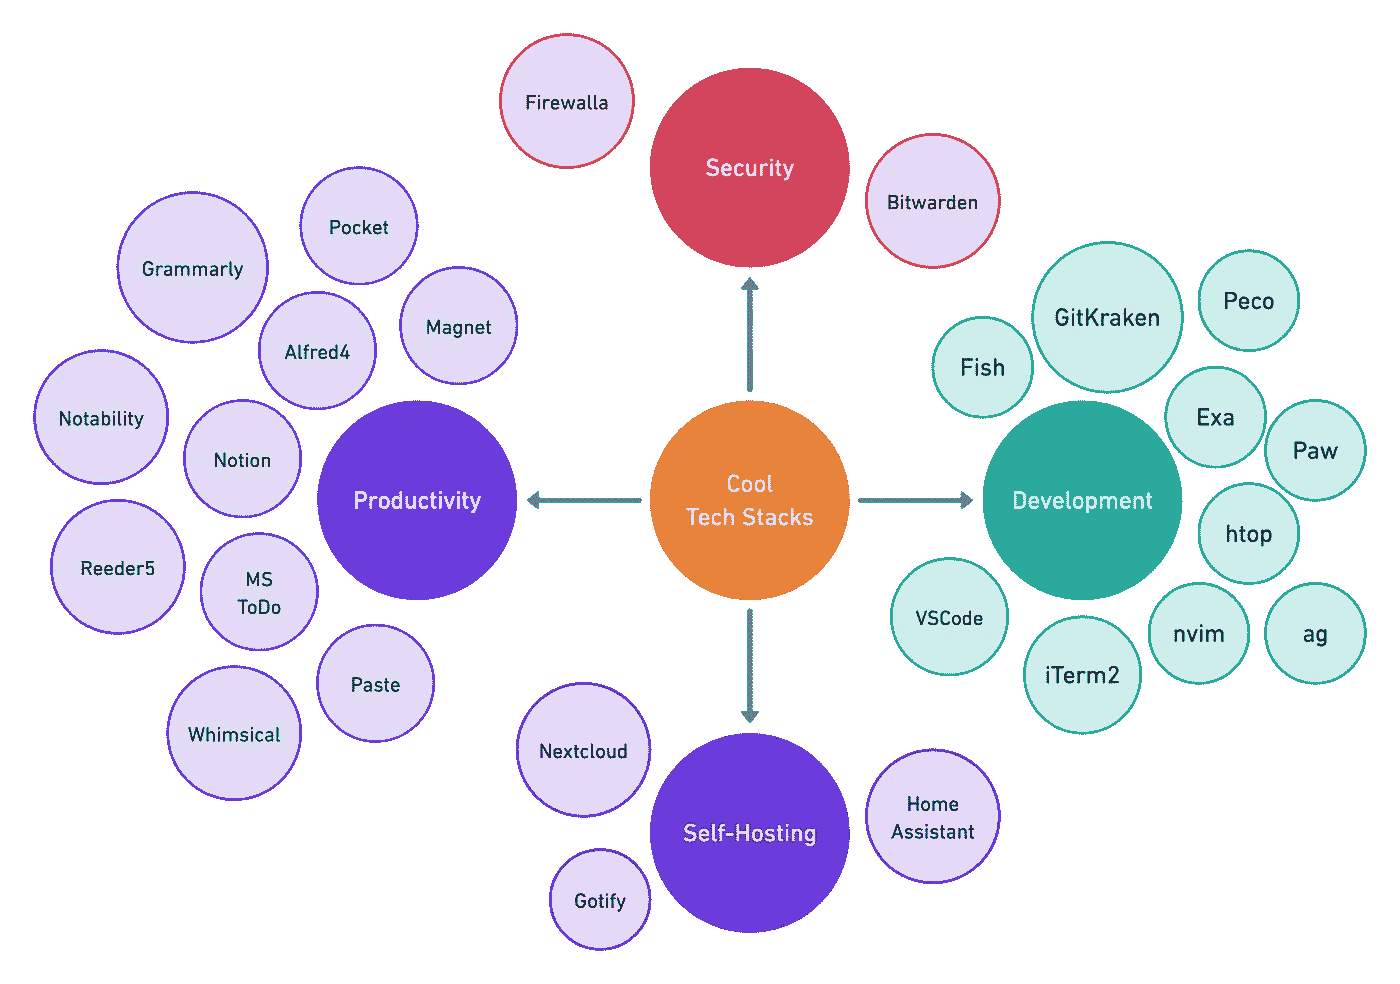 Firewalla
Security
Bitwarden
Pocket
Grammarly
Magnet
Alfred4
Notability
Notion
Productivity
Reeder5
MS
ToDo
Paste
Whimsical
Cool
Tech Stacks
GitKraken
Peco
Fish
Exa
Paw
Development
htop
VSCode
nvim
ag
iTerm2
Nextcloud
Self-Hosting
Home
Assistant
Gotify